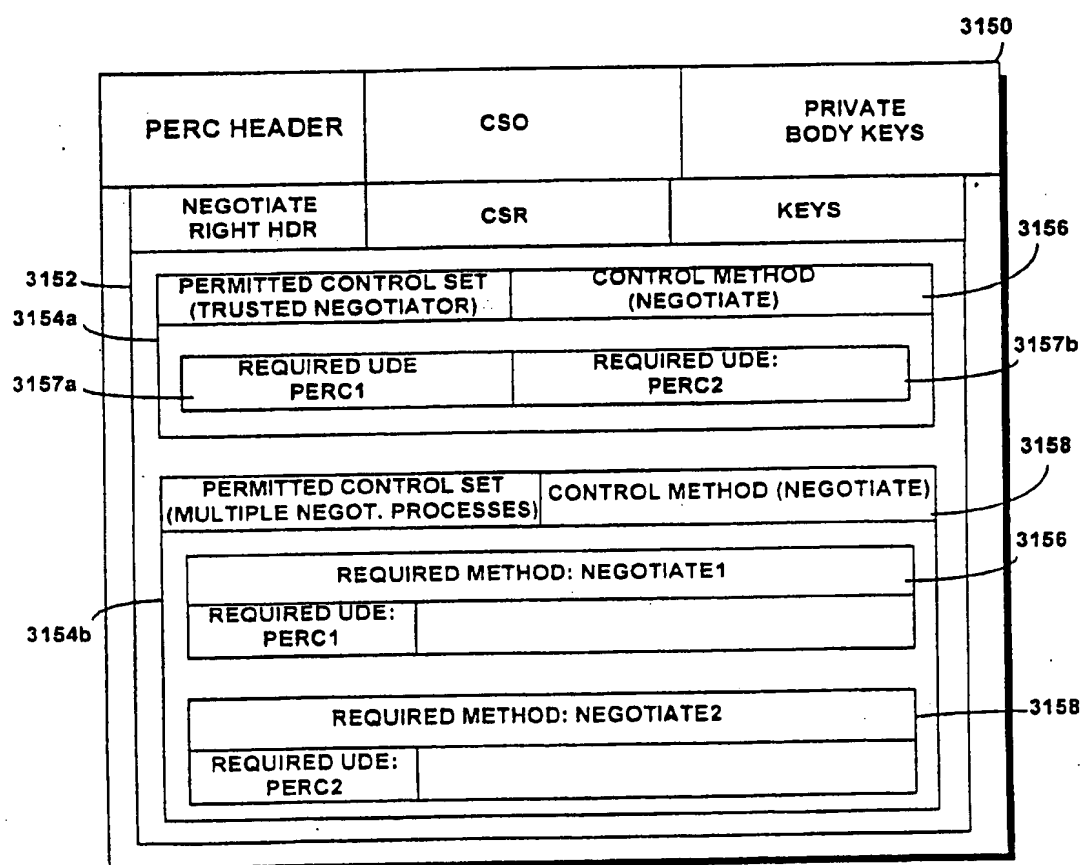 3150
PERC HEADER
CSO
PRIVATE
BODY KEYS
NEGOTIATE
RIGHT HDR
CSR
KEYS
3156
3152
PERMITTED CONTROL SET
(TRUSTED NEGOTIATOR)
CONTROL METHOD
(NEGOTIATE)
3154a
3157b
REQUIRED UDE
PERC1
REQUIRED UDE:
PERC2
3157a
3158
PERMITTED CONTROL SET
(MULTIPLE NEGOT. PROCESSES)
CONTROL METHOD (NEGOTIATE)
3156
REQUIRED METHOD: NEGOTIATE1
REQUIRED UDE:
PERC1
3154b
REQUIRED METHOD: NEGOTIATE2
3158
REQUIRED UDE:
PERC2